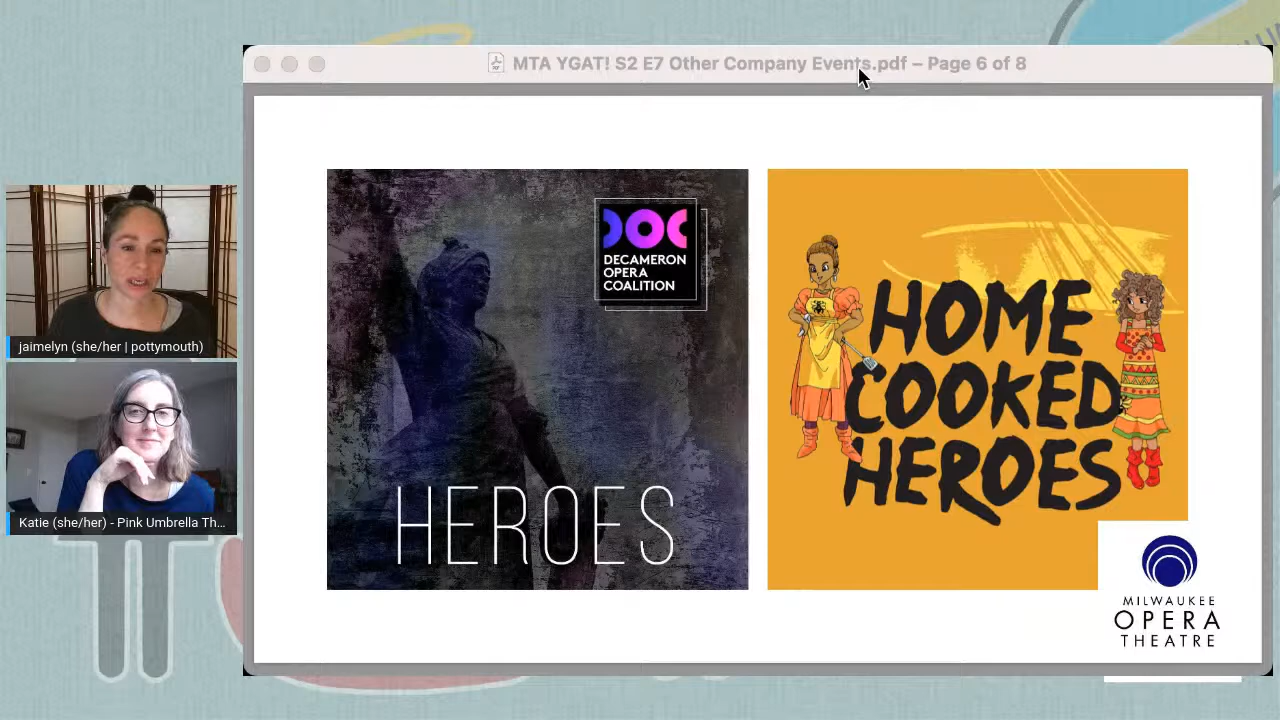 MTA YGAT! S2 E7 Other Company Events.pdf – Page 6 of 8
jaimelyn (she/her | pottymouth)
Katie (she/her) - Pink Umbrella Th...
DOC
DECAMERON
OPERA
COALITION
HEROES
HOME
COOKED
HEROES
MILWAUKEE
OPERA
THEATRE